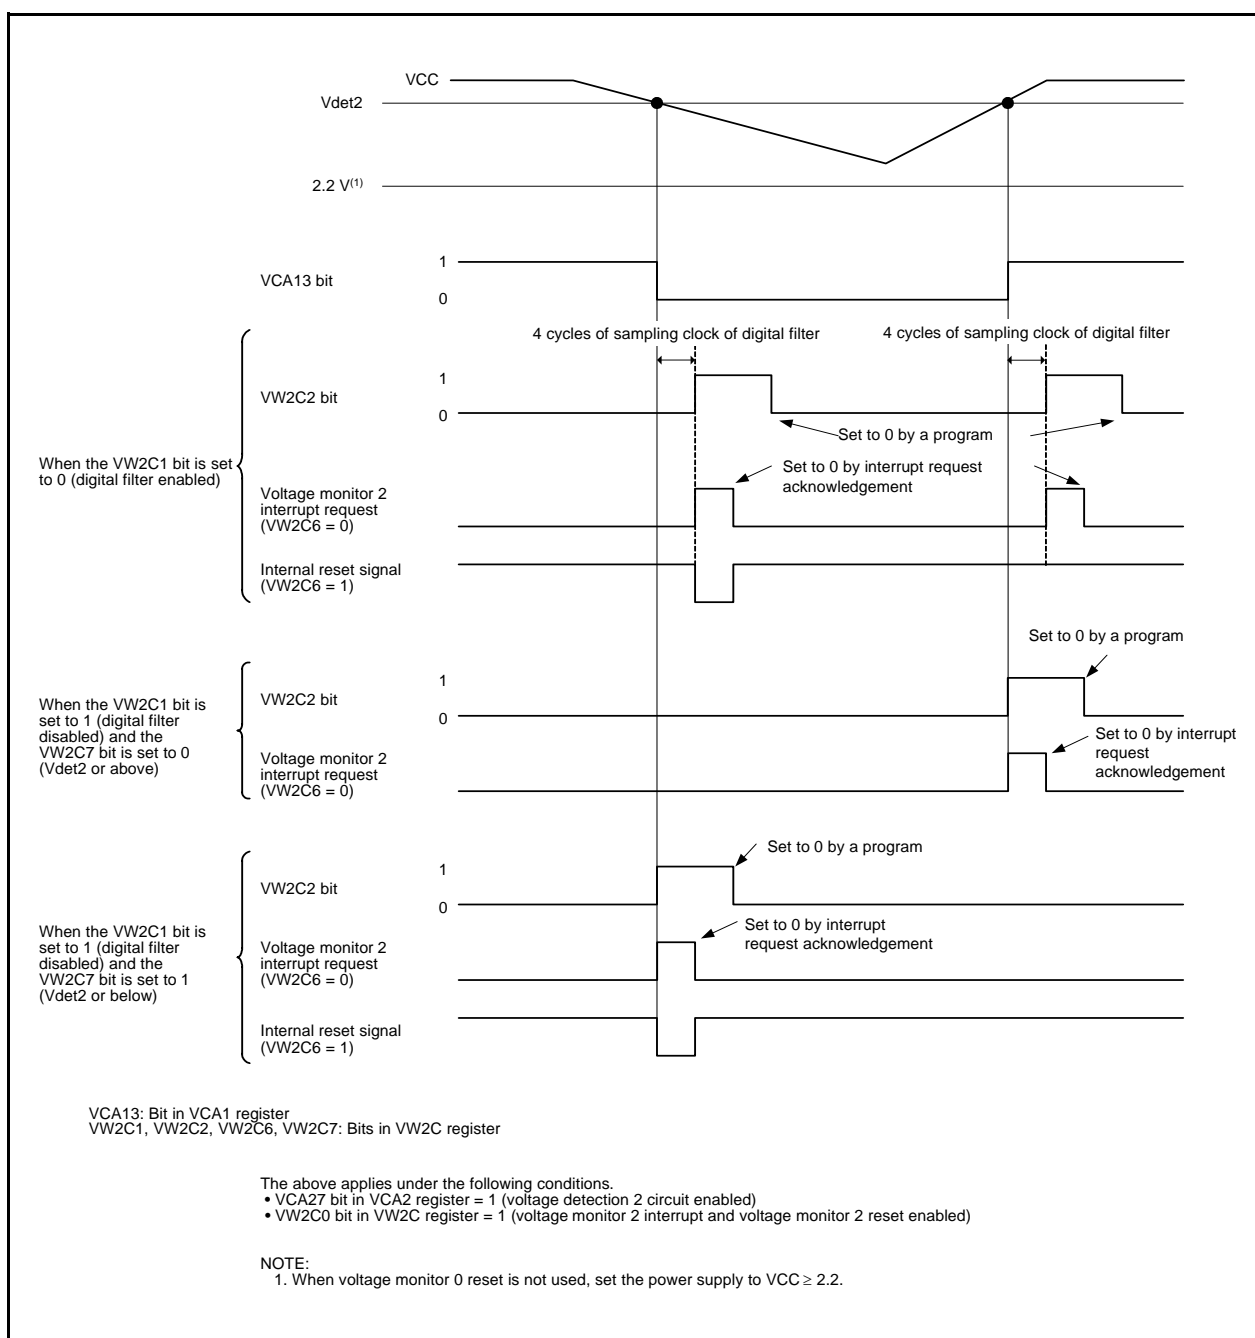 VCC
Vdet2
2.2 V(1)
VCA13 bit
1
0
4 cycles of sampling clock of digital filter
4 cycles of sampling clock of digital filter
VW2C2 bit
1
0
Set to 0 by a program
When the VW2C1 bit is set
to 0 (digital filter enabled)
Set to 0 by interrupt request
acknowledgement
Voltage monitor 2
interrupt request
(VW2C6 = 0)
Internal reset signal
(VW2C6 = 1)
Set to 0 by a program
When the VW2C1 bit is
set to 1 (digital filter
disabled) and the
VW2C7 bit is set to 0
(Vdet2 or above)
VW2C2 bit
1
0
Set to 0 by interrupt
request
acknowledgement
Voltage monitor 2
interrupt request
(VW2C6 = 0)
Set to 0 by a program
VW2C2 bit
1
0
When the VW2C1 bit is
set to 1 (digital filter
disabled) and the
VW2C7 bit is set to 1
(Vdet2 or below)
Set to 0 by interrupt
request acknowledgement
Voltage monitor 2
interrupt request
(VW2C6 = 0)
Internal reset signal
(VW2C6 = 1)
VCA13: Bit in VCA1 register
VW2C1, VW2C2, VW2C6, VW2C7: Bits in VW2C register
The above applies under the following conditions.
• VCA27 bit in VCA2 register = 1 (voltage detection 2 circuit enabled)
• VW2C0 bit in VW2C register = 1 (voltage monitor 2 interrupt and voltage monitor 2 reset enabled)
NOTE:
1. When voltage monitor 0 reset is not used, set the power supply to VCC ≥ 2.2.